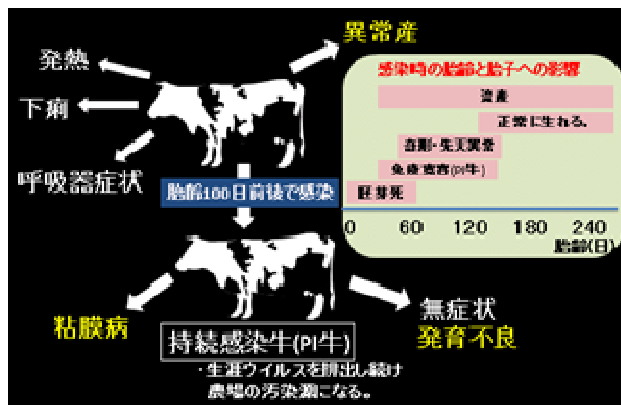 異常産
発熱
下痢
呼吸器症状
感染時の胎齢と胎子への影響
流産
正常に生れる。
奇形・先天異常
免疫寛容(PI牛)
胚芽死
0 60 120 180 240
胎齢(日)
胎齢100日前後で感染
粘膜病
無症状
発育不良
持続感染牛(PI牛)
・生涯ウイルスを排出し続け
農場の汚染源になる。